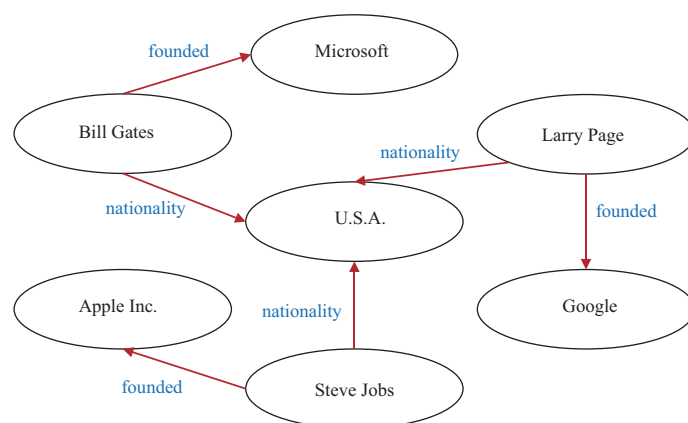 founded
Microsoft
Bill Gates
Larry Page
nationality
nationality
U.S.A.
founded
Apple Inc.
nationality
Google
founded
Steve Jobs